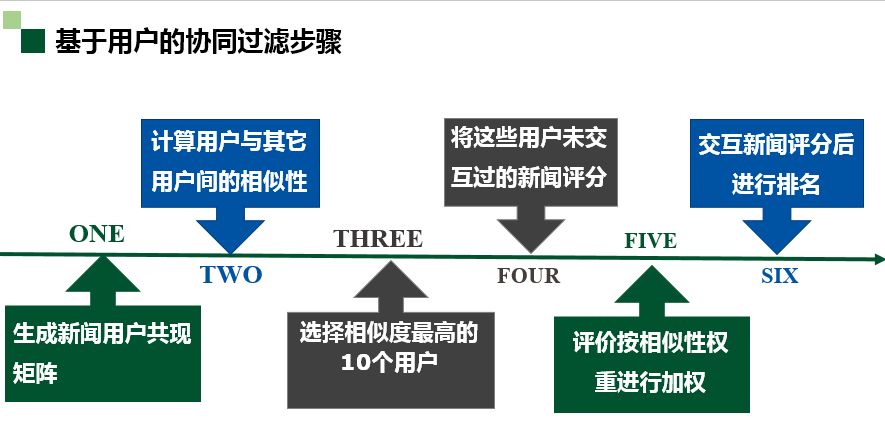 基于用户的协同过滤步骤
ONE
生成新闻用户共现
矩阵
计算用户与其它
用户间的相似性
TWO
THREE
选择相似度最高的
10个用户
将这些用户未交
互过的新闻评分
FOUR
FIVE
评价按相似性权
重进行加权
交互新闻评分后
进行排名
SIX